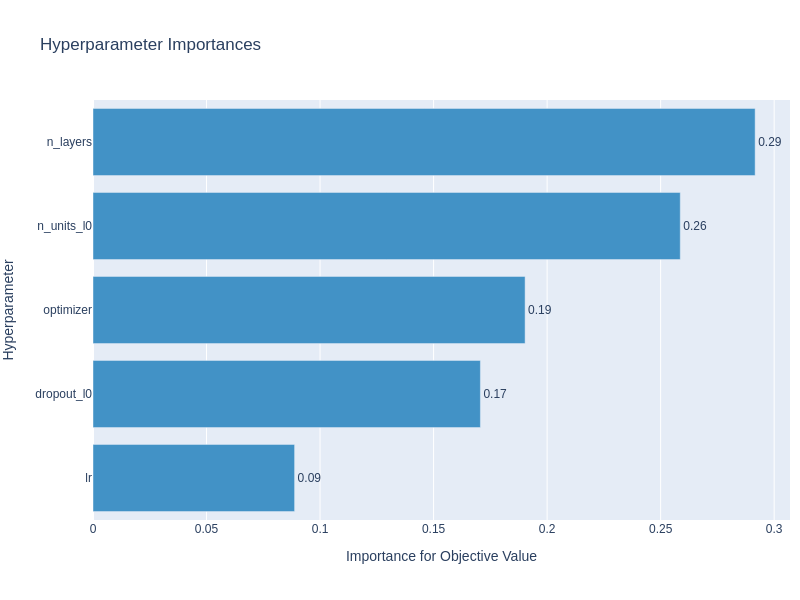 Hyperparameter Importances
Hyperparameter
n_layers 0.29
n_units_l0 0.26
optimizer 0.19
dropout_l0 0.17
lr 0.09
0 0.05 0.1 0.15 0.2 0.25 0.3
Importance for Objective Value